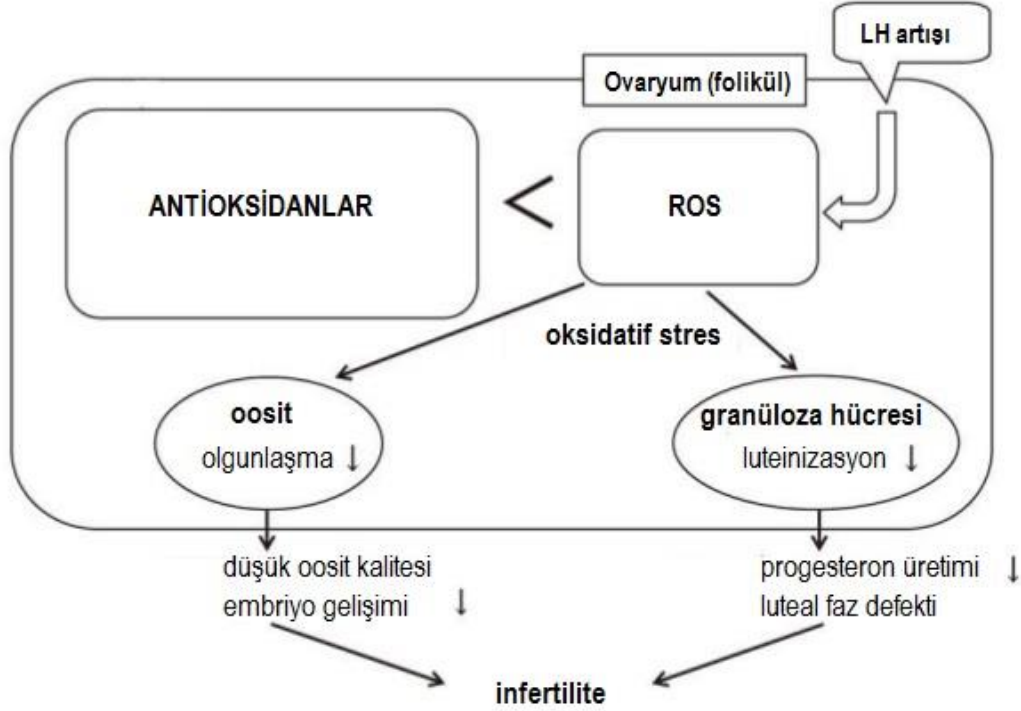 LH artışı
Ovaryum (folikül)
ANTİOKSİDANLAR
<
ROS
oksidatif stres
oosit
olgunlaşma ↓
granüloza hücresi
luteinizasyon ↓
düşük oosit kalitesi
embriyo gelişimi ↓
progesteron üretimi ↓
luteal faz defekti
infertilite